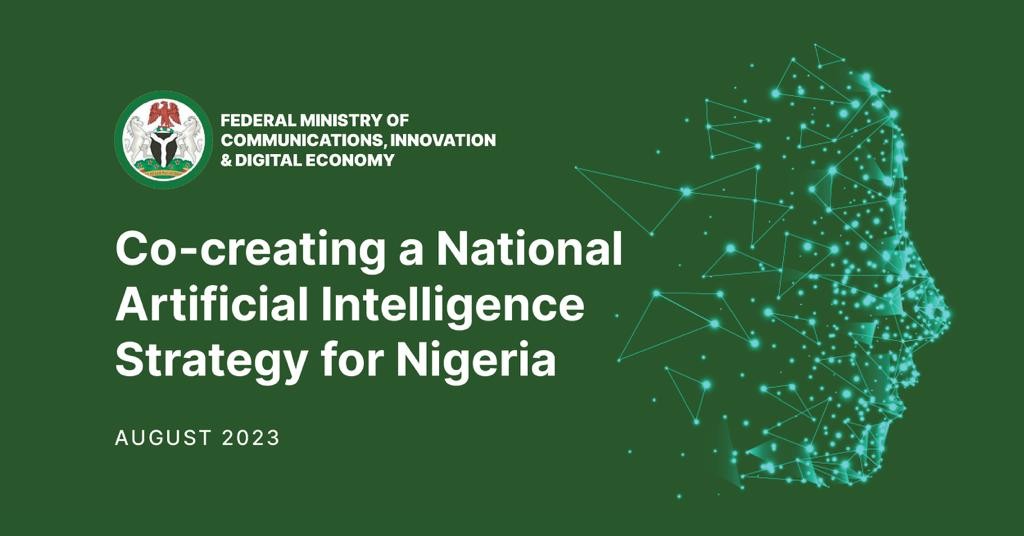 FEDERAL MINISTRY OF
COMMUNICATIONS, INNOVATION
& DIGITAL ECONOMY
Co-creating a National
Artificial Intelligence
Strategy for Nigeria
AUGUST 2023